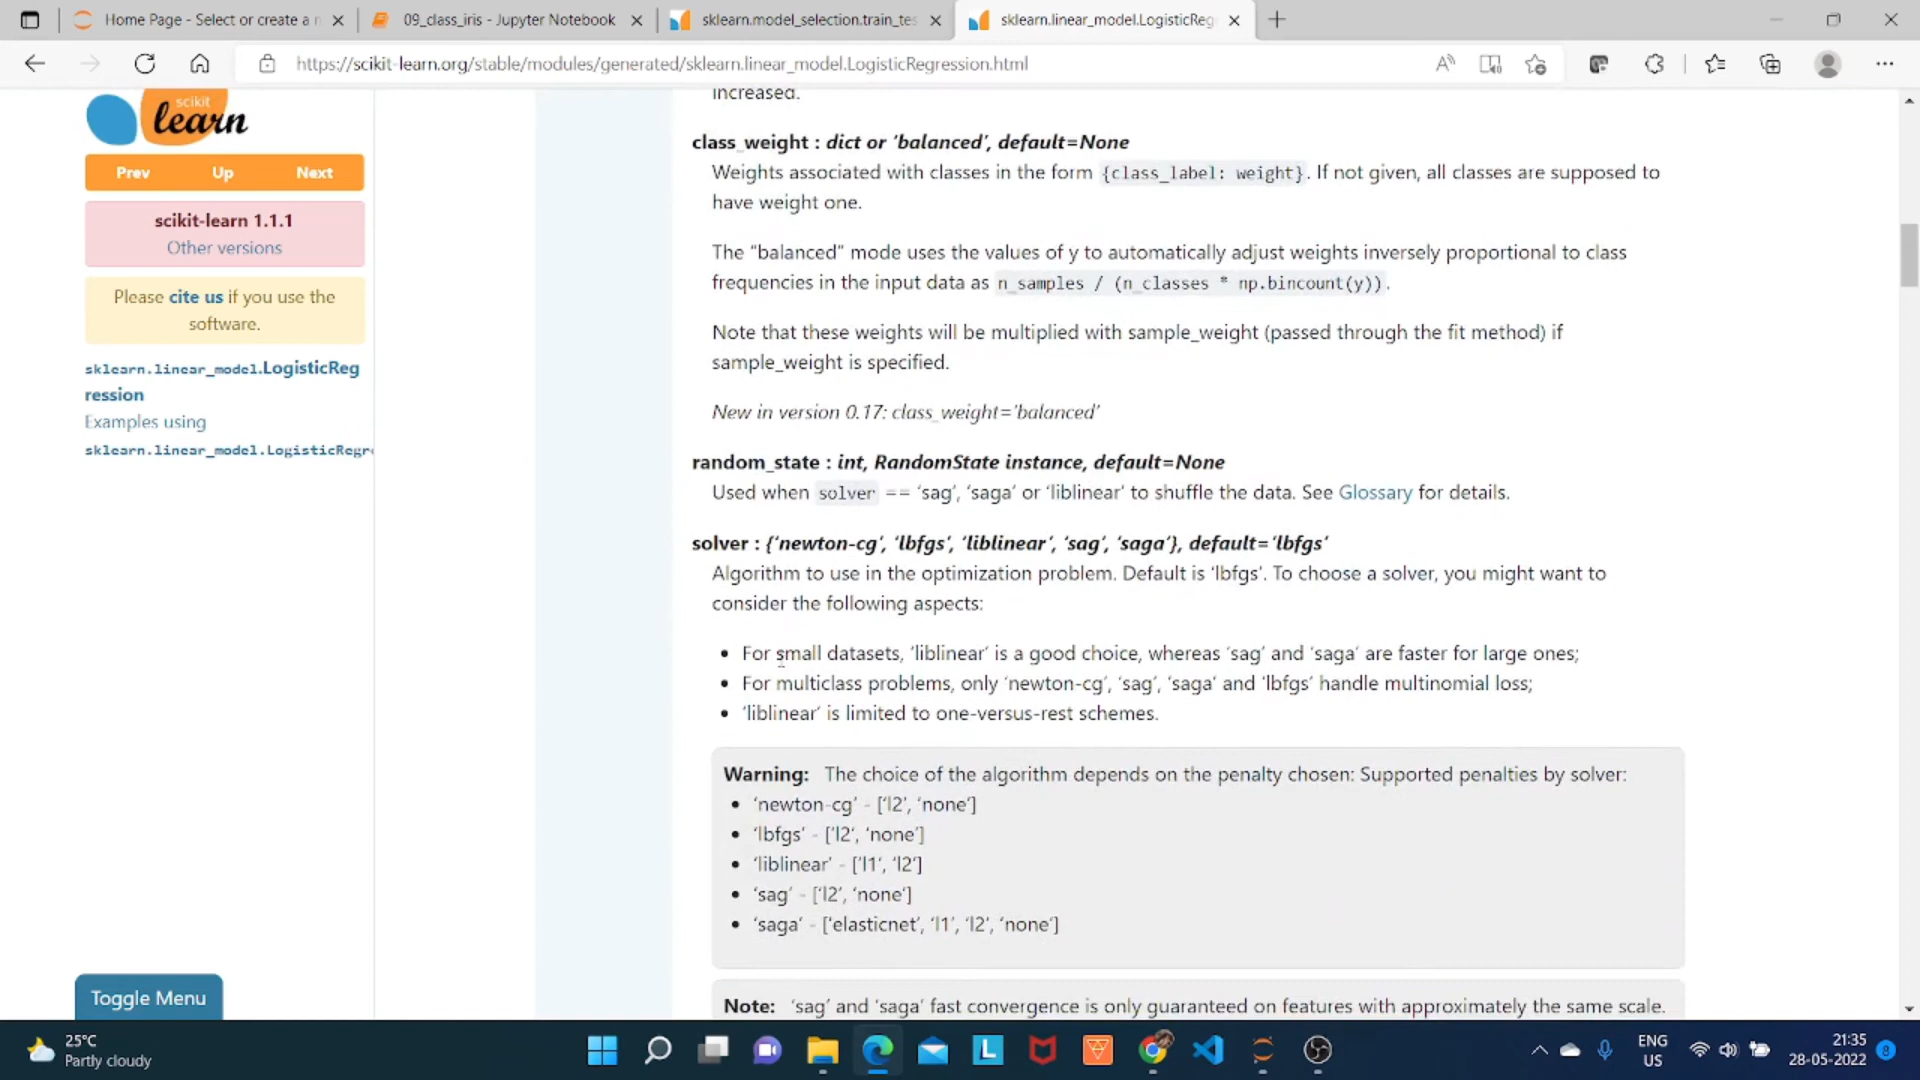 Home Page - Select or create a n
09_class_iris - Jupyter Notebook
sklearn.model_selection.train_tes
sklearn.linear_model.LogisticReg
https://scikit-learn.org/stable/modules/generated/sklearn.linear_model.LogisticRegression.html
scikit
learn
Prev Up Next
scikit-learn 1.1.1
Other versions
Please cite us if you use the
software.
sklearn.linear_model.LogisticReg
ression
Examples using
sklearn.linear_model.LogisticRegr
Toggle Menu
increased.
class_weight : dict or 'balanced', default=None
Weights associated with classes in the form {class_label: weight}. If not given, all classes are supposed to
have weight one.
The “balanced” mode uses the values of y to automatically adjust weights inversely proportional to class
frequencies in the input data as n_samples / (n_classes * np.bincount(y)).
Note that these weights will be multiplied with sample_weight (passed through the fit method) if
sample_weight is specified.
New in version 0.17: class_weight='balanced'
random_state : int, RandomState instance, default=None
Used when solver == ‘sag’, ‘saga’ or ‘liblinear’ to shuffle the data. See Glossary for details.
solver : {‘newton-cg’, ‘lbfgs’, ‘liblinear’, ‘sag’, ‘saga’}, default=’lbfgs’
Algorithm to use in the optimization problem. Default is ‘lbfgs’. To choose a solver, you might want to
consider the following aspects:
• For small datasets, ‘liblinear’ is a good choice, whereas ‘sag’ and ‘saga’ are faster for large ones;
• For multiclass problems, only ‘newton-cg’, ‘sag’, ‘saga’ and ‘lbfgs’ handle multinomial loss;
• ‘liblinear’ is limited to one-versus-rest schemes.
Warning: The choice of the algorithm depends on the penalty chosen: Supported penalties by solver:
• ‘newton-cg’ - [‘l2’, ‘none’]
• ‘lbfgs’ - [‘l2’, ‘none’]
• ‘liblinear’ - [‘l1’, ‘l2’]
• ‘sag’ - [‘l2’, ‘none’]
• ‘saga’ - [‘elasticnet’, ‘l1’, ‘l2’, ‘none’]
Note: ‘sag’ and ‘saga’ fast convergence is only guaranteed on features with approximately the same scale.
25°C
Partly cloudy
ENG
US
21:35
28-05-2022
8